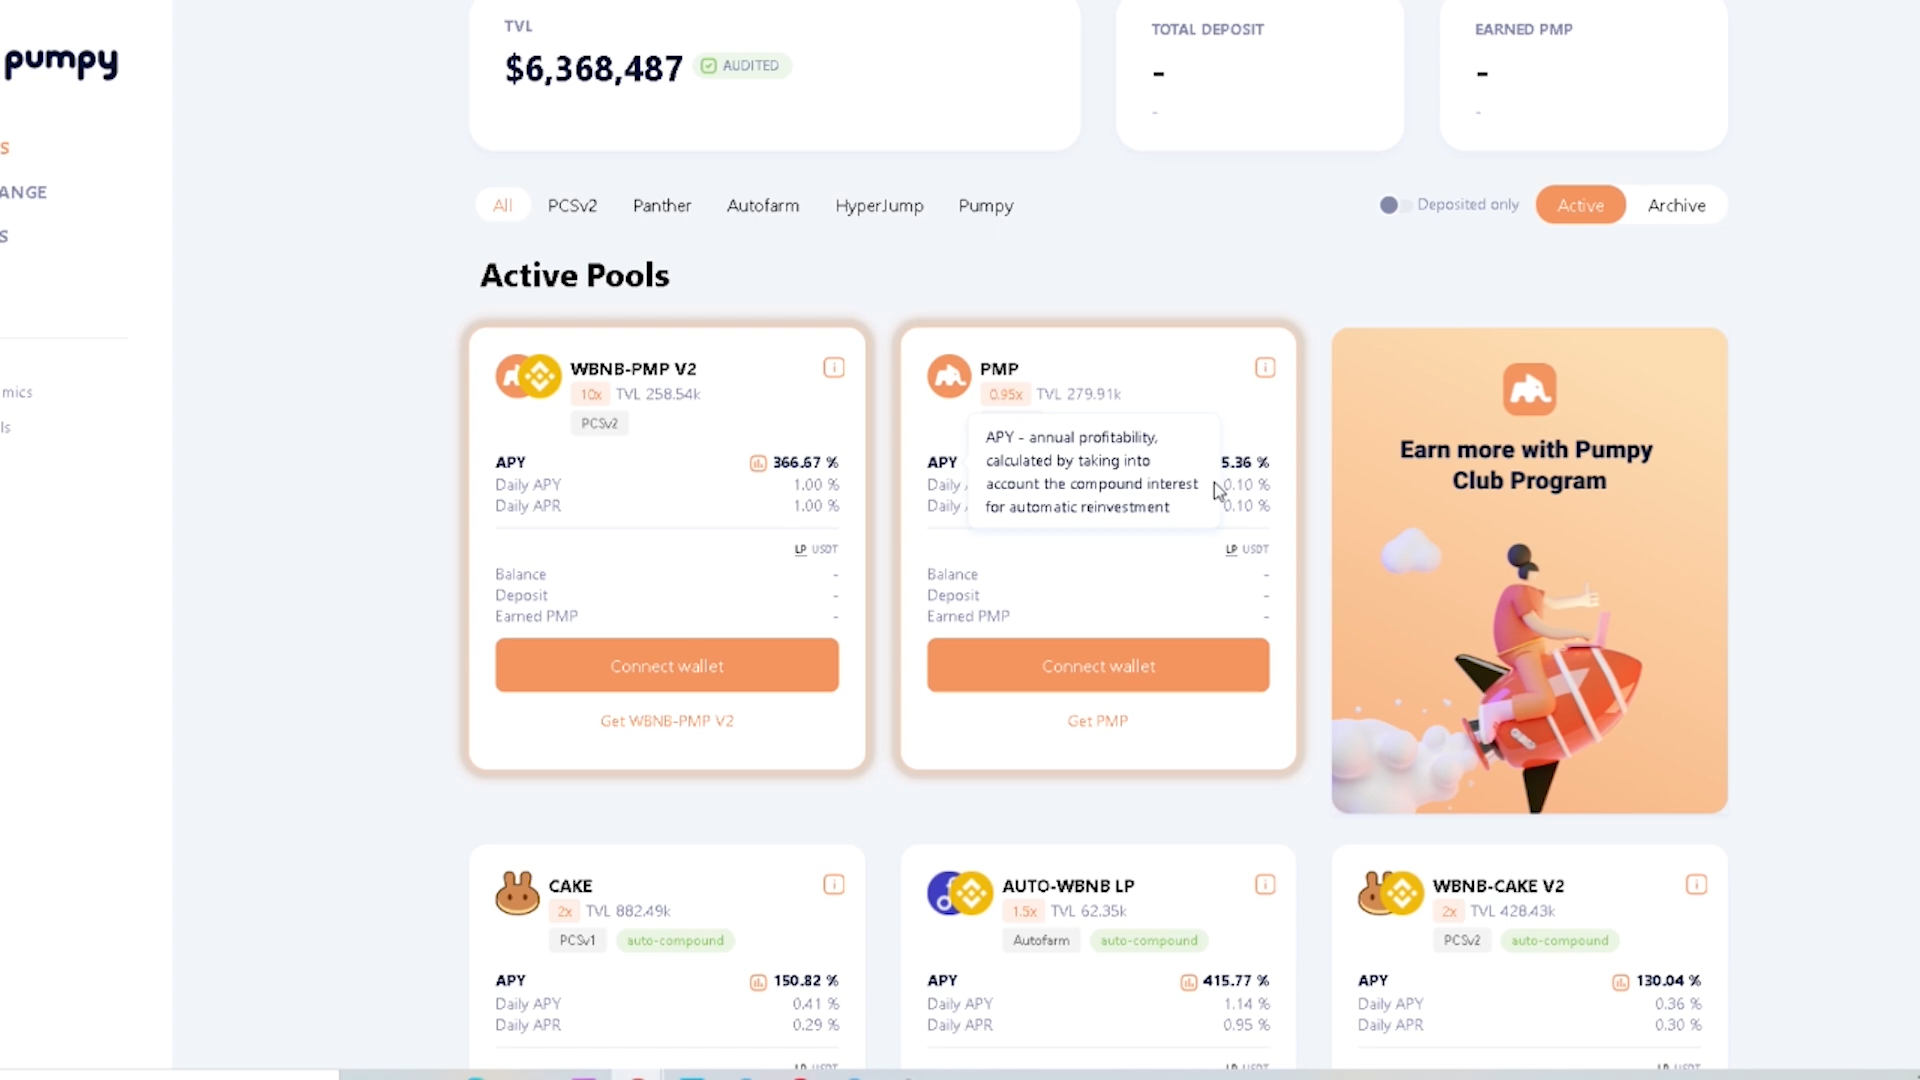 pumpy
S
ANGE
S
mics
ls
TVL
$6,368,487
AUDITED
TOTAL DEPOSIT
-
-
EARNED PMP
-
-
All PCSv2 Panther Autofarm HyperJump Pumpy
Deposited only Active Archive
Active Pools
WBNB-PMP V2
10x TVL 258.54k
PCSv2
APY 366.67 %
Daily APY 1.00 %
Daily APR 1.00 %
LP USDT
Balance -
Deposit -
Earned PMP -
Connect wallet
Get WBNB-PMP V2
PMP
0.95x TVL 279.91k
APY - annual profitability,
calculated by taking into
account the compound interest
for automatic reinvestment
APY 5.36 %
Daily 0.10 %
Daily 0.10 %
LP USDT
Balance -
Deposit -
Earned PMP -
Connect wallet
Get PMP
Earn more with Pumpy
Club Program
CAKE
2x TVL 882.49k
PCSv1 auto-compound
APY 150.82 %
Daily APY 0.41 %
Daily APR 0.29 %
LP USDT
AUTO-WBNB LP
1.5x TVL 62.35k
Autofarm auto-compound
APY 415.77 %
Daily APY 1.14 %
Daily APR 0.95 %
LP USDT
WBNB-CAKE V2
2x TVL 428.43k
PCSv2 auto-compound
APY 130.04 %
Daily APY 0.36 %
Daily APR 0.30 %
LP USDT